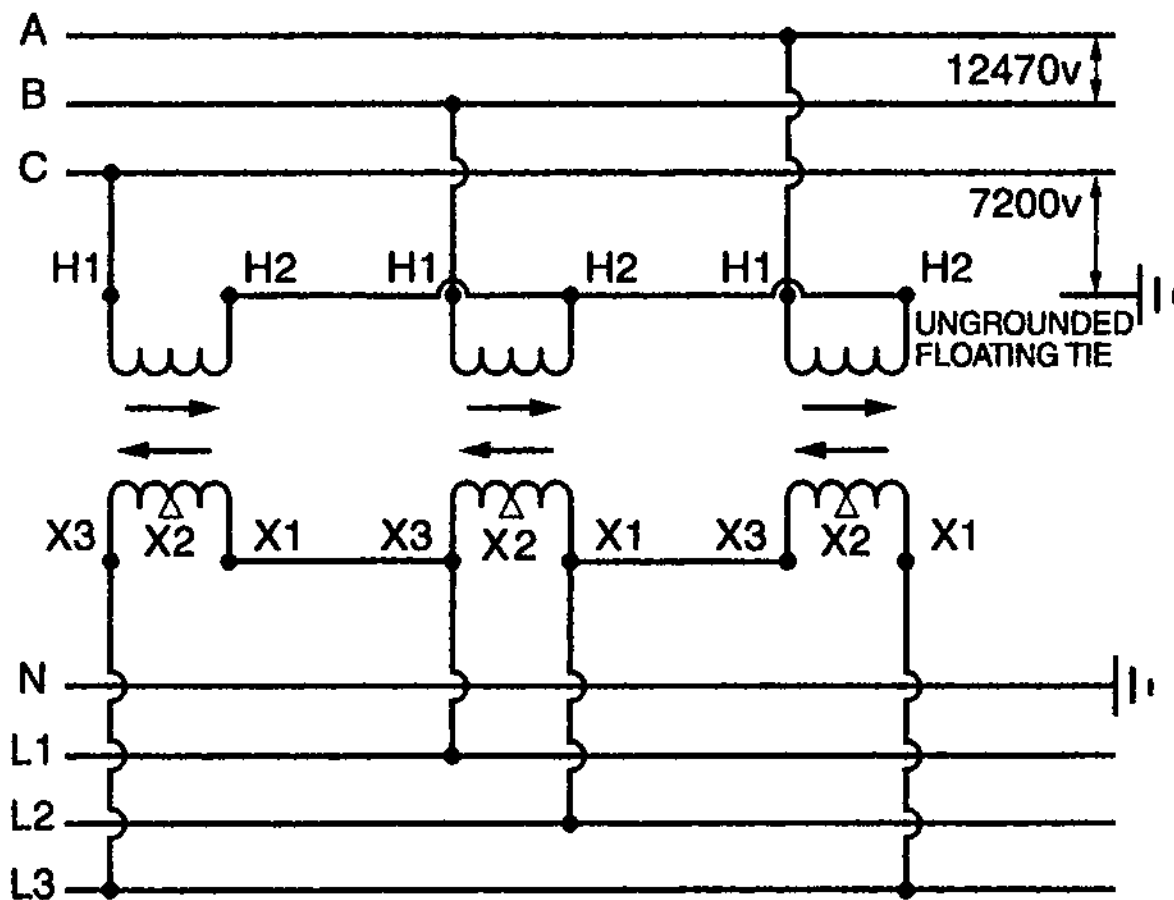 A
12470v
B
C
7200v
H1 H2 H1 H2 H1 H2
UNGROUNDED
FLOATING TIE
X3 X2 X1 X3 X2 X1 X3 X2 X1
N
L1
L2
L3